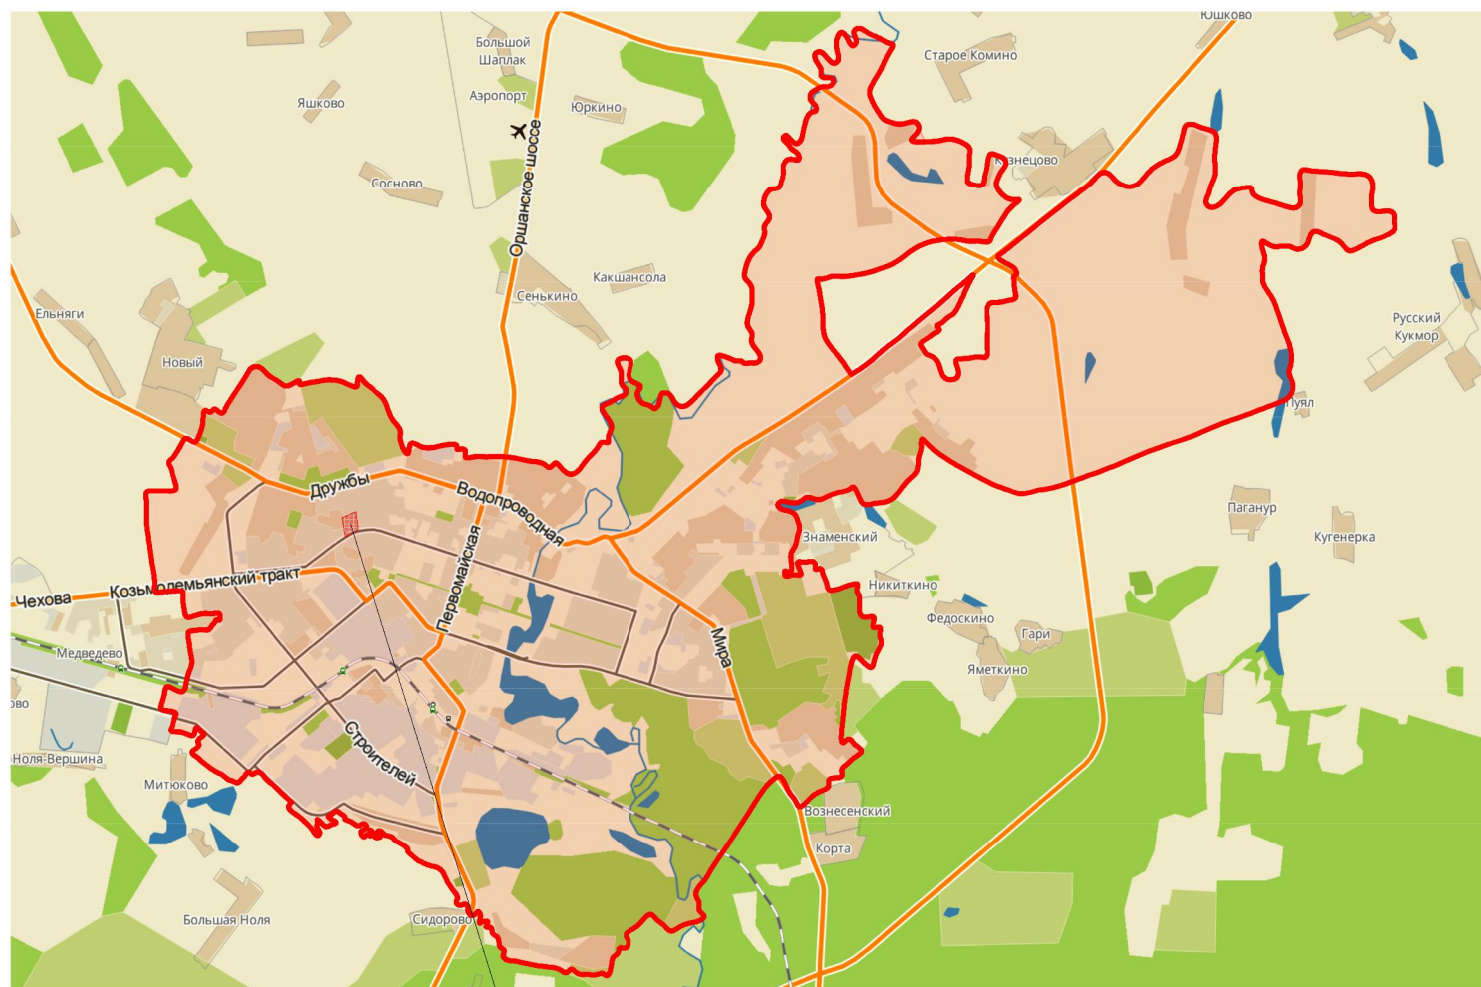 Юшково
Большой
Шаплак
Старое Комино
Аэропорт
Яшково
Юркино
Оршанское шоссе
знецово
Сосново
Какшансола
Сенькино
Ельняги
Русский
Кукмор
Новый
Пуял
Дружбы
Водопроводная
Паганур
Знаменский
Кугенерка
Первомайская
Козьмодемьянский тракт
Чехова
Никиткино
Федоскино
Гари
Медведево
Мира
Яметкино
ово
Строителей
Ноля-Вершина
Митюково
Вознесенский
Корта
Большая Ноля
Сидорово